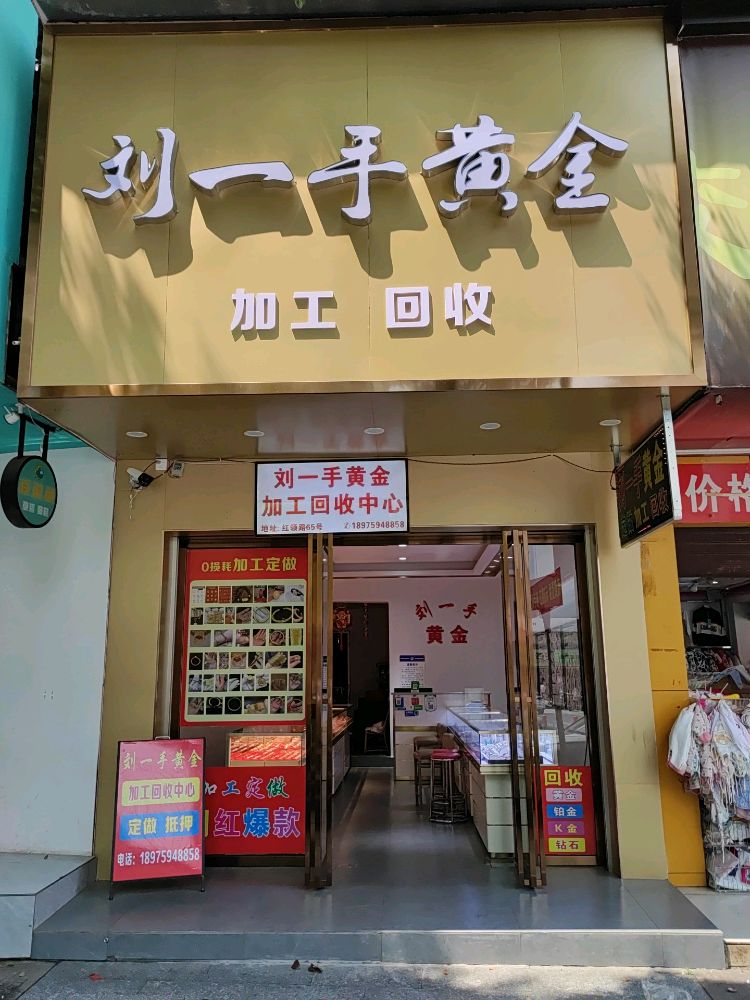 刘一手黄金
加工 回收
刘一手黄金
加工回收中心
地址: 红领路65号 ✆18975948858
刘一手黄金
加工 回收
价格
0损耗加工定做
刘一手
黄金
刘一手黄金
加工回收中心
定做 抵押
电话: 18975948858
加工定做
红爆款
回收
黄金
铂金
K金
钻石